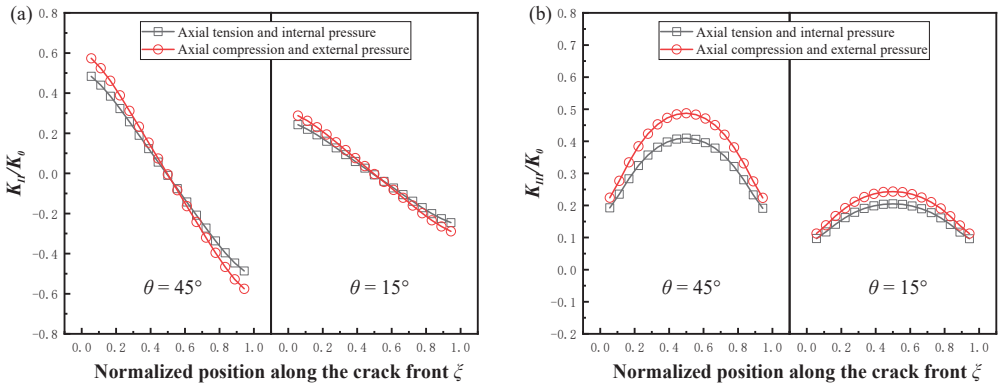 (a)
Axial tension and internal pressure
Axial compression and external pressure
0.8
0.6
0.4
0.2
0.0
-0.2
-0.4
-0.6
-0.8
K_II/K_0
θ = 45°
θ = 15°
0.0 0.2 0.4 0.6 0.8 1.0 0.0 0.2 0.4 0.6 0.8 1.0
Normalized position along the crack front ξ
(b)
Axial tension and internal pressure
Axial compression and external pressure
0.8
0.7
0.6
0.5
0.4
0.3
0.2
0.1
0.0
-0.1
-0.2
K_III/K_0
θ = 45°
θ = 15°
0.0 0.2 0.4 0.6 0.8 1.0 0.0 0.2 0.4 0.6 0.8 1.0
Normalized position along the crack front ξ